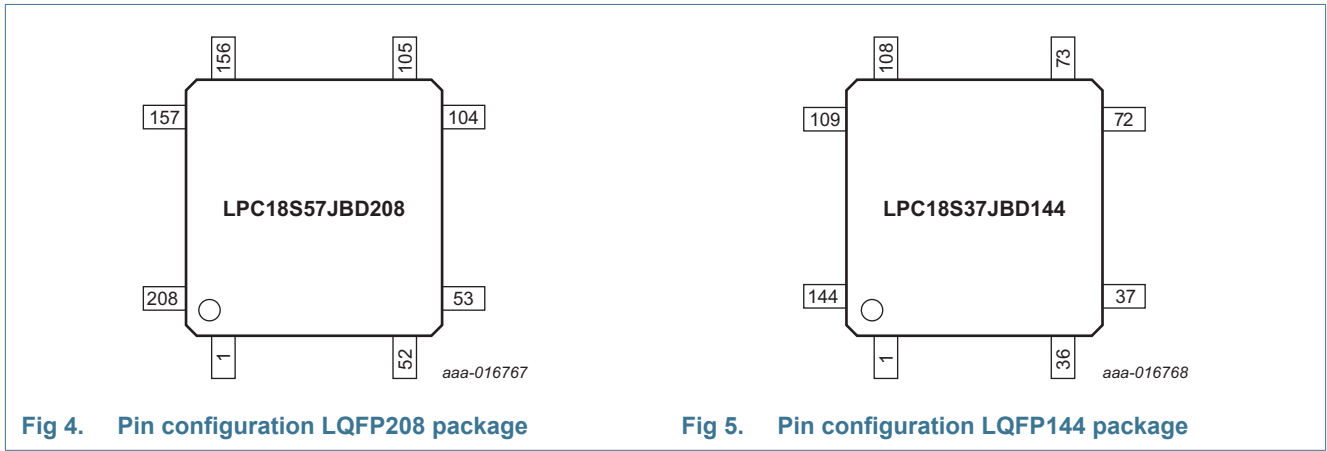 156
105
157
104
LPC18S57JBD208
208
53
1
52
aaa-016767
Fig 4. Pin configuration LQFP208 package
108
73
109
72
LPC18S37JBD144
144
37
1
36
aaa-016768
Fig 5. Pin configuration LQFP144 package